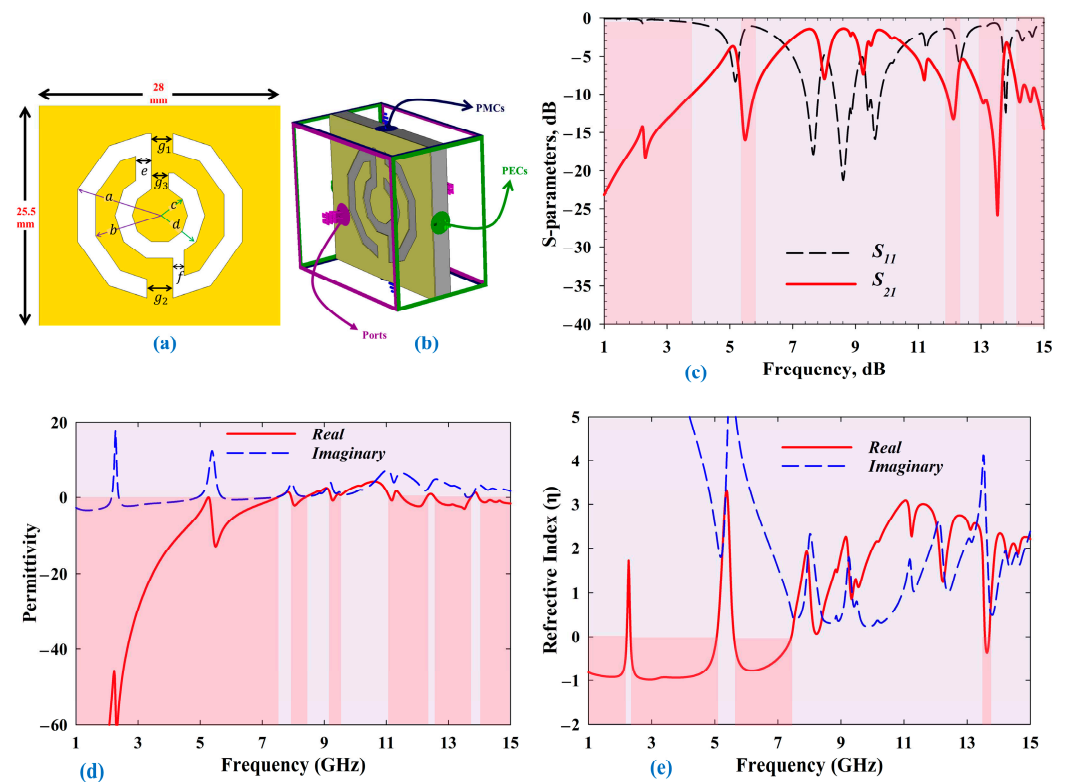 28
mm
25.5
mm
g1
e
g3
a
c
b
d
f
g2
(a)
PMCs
PECs
Ports
(b)
S-parameters, dB
0
−5
−10
−15
−20
−25
−30
−35
−40
S11
S21
1 3 5 7 9 11 13 15
Frequency, dB
(c)
Permittivity
20
0
−20
−40
−60
Real
Imaginary
1 3 5 7 9 11 13 15
Frequency (GHz)
(d)
Refrective Index (η)
5
4
3
2
1
0
−1
−2
Real
Imaginary
1 3 5 7 9 11 13 15
Frequency (GHz)
(e)